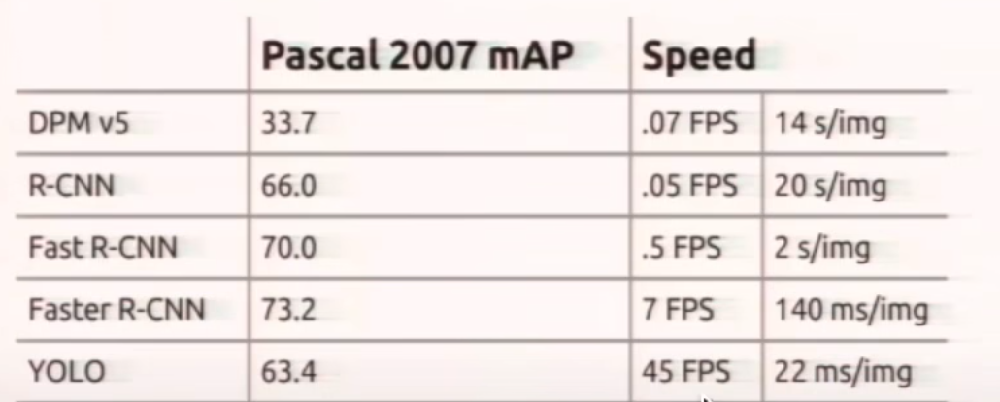 Pascal 2007 mAP Speed
DPM v5 33.7 .07 FPS 14 s/img
R-CNN 66.0 .05 FPS 20 s/img
Fast R-CNN 70.0 .5 FPS 2 s/img
Faster R-CNN 73.2 7 FPS 140 ms/img
YOLO 63.4 45 FPS 22 ms/img